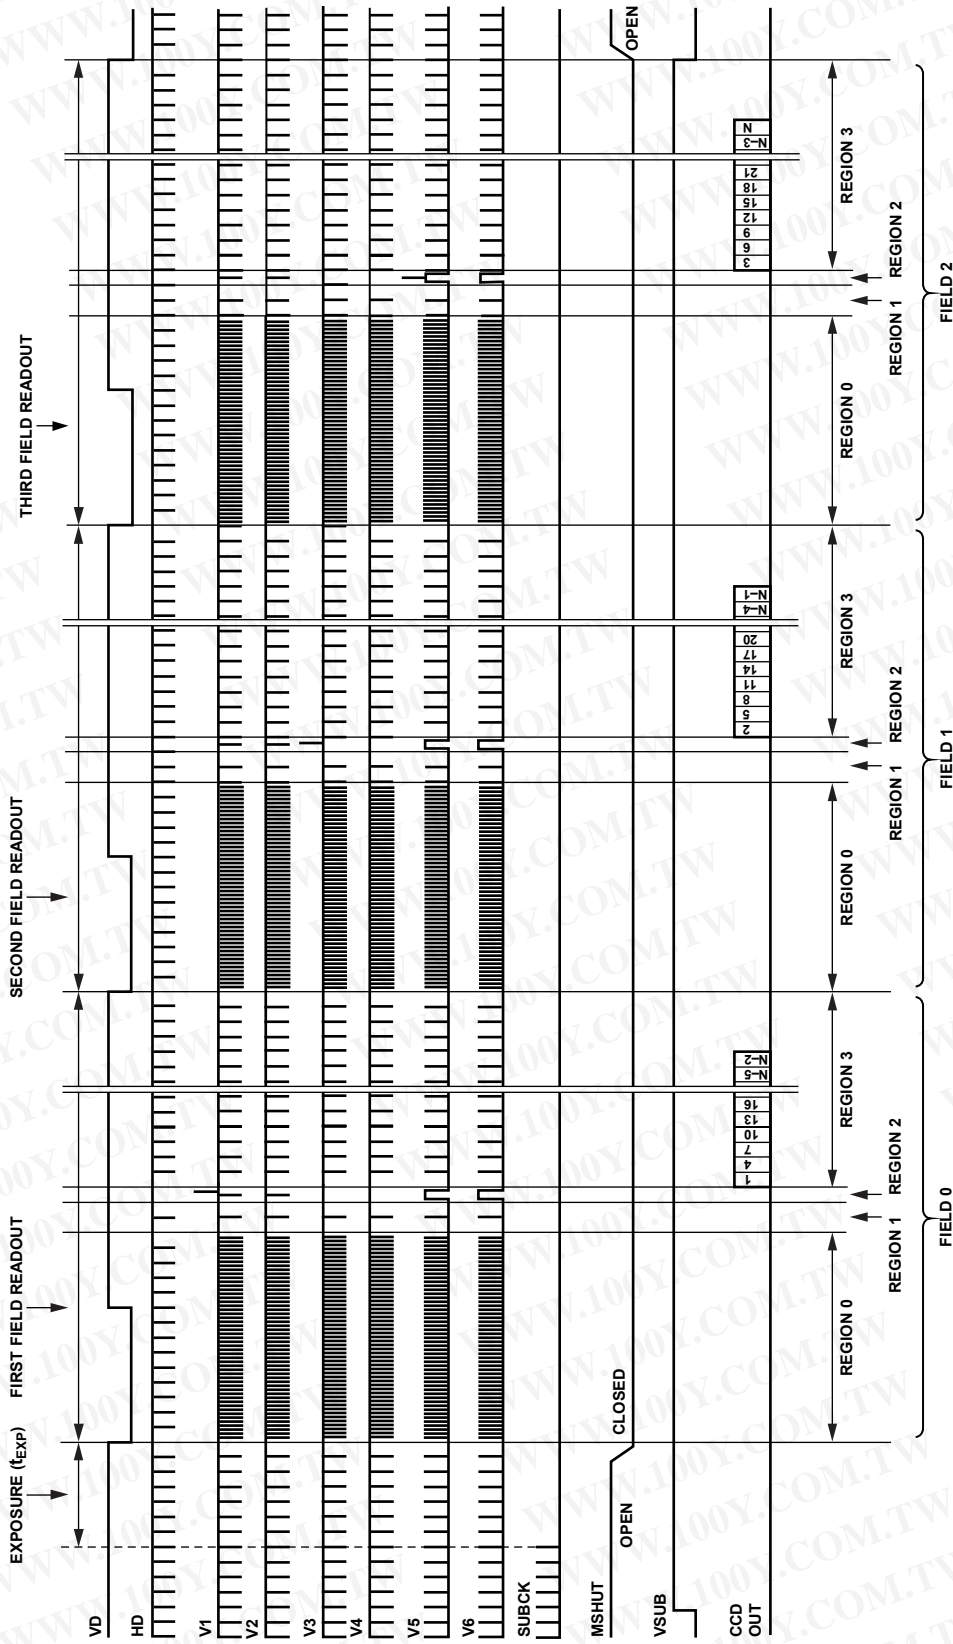 EXPOSURE (tEXP)
FIRST FIELD READOUT
SECOND FIELD READOUT
THIRD FIELD READOUT
VD
HD
V1
V2
V3
V4
V5
V6
SUBCK
MSHUT
OPEN
CLOSED
OPEN
VSUB
CCD
OUT
1
4
7
10
13
16
N–5
N–2
2
5
8
11
14
17
20
N–4
N–1
3
6
9
12
15
18
21
N–3
N
REGION 0
REGION 3
REGION 0
REGION 3
REGION 0
REGION 3
REGION 1
REGION 2
REGION 1
REGION 2
REGION 1
REGION 2
FIELD 0
FIELD 1
FIELD 2
WWW.100Y.COM.TW